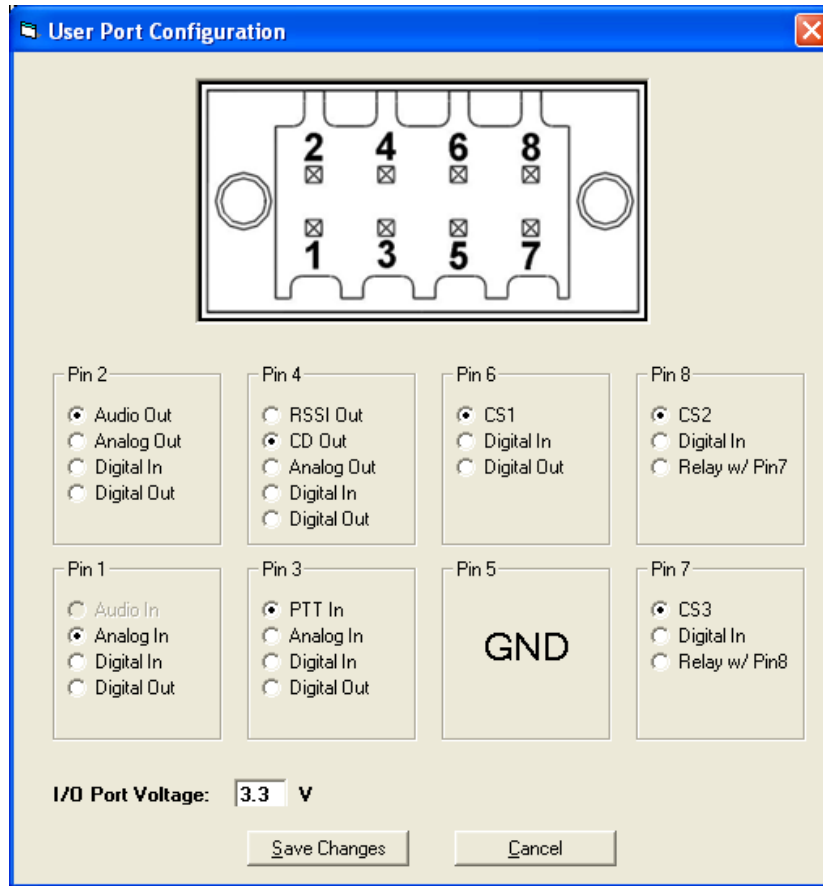 User Port Configuration
2 4 6 8
1 3 5 7
Pin 2
Audio Out
Analog Out
Digital In
Digital Out
Pin 4
RSSI Out
CD Out
Analog Out
Digital In
Digital Out
Pin 6
CS1
Digital In
Digital Out
Pin 8
CS2
Digital In
Relay w/ Pin7
Pin 1
Audio In
Analog In
Digital In
Digital Out
Pin 3
PTT In
Analog In
Digital In
Digital Out
Pin 5
GND
Pin 7
CS3
Digital In
Relay w/ Pin8
I/O Port Voltage: 3.3 V
Save Changes Cancel